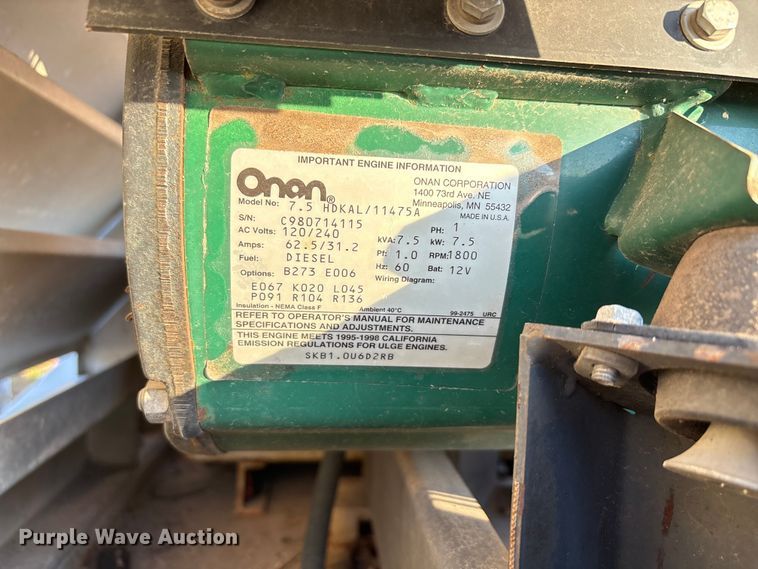 IMPORTANT ENGINE INFORMATION
Onan®
ONAN CORPORATION
1400 73rd Ave. NE
Minneapolis, MN 55432
MADE IN U.S.A.
Model No: 7.5 HDKAL/11475A
S/N: C980714115 PH: 1
AC Volts: 120/240 kVA: 7.5 kW: 7.5
Amps: 62.5/31.2 Pf: 1.0 RPM: 1800
Fuel: DIESEL Hz: 60 Bat: 12V
Options: B273 E006 Wiring Diagram:
E067 K020 L045
P091 R104 R136
Insulation - NEMA Class F Ambient 40°C 99-2475 URC
REFER TO OPERATOR'S MANUAL FOR MAINTENANCE
SPECIFICATIONS AND ADJUSTMENTS.
THIS ENGINE MEETS 1995-1998 CALIFORNIA
EMISSION REGULATIONS FOR ULGE ENGINES.
SKB1.0U6D2RB
Purple Wave Auction